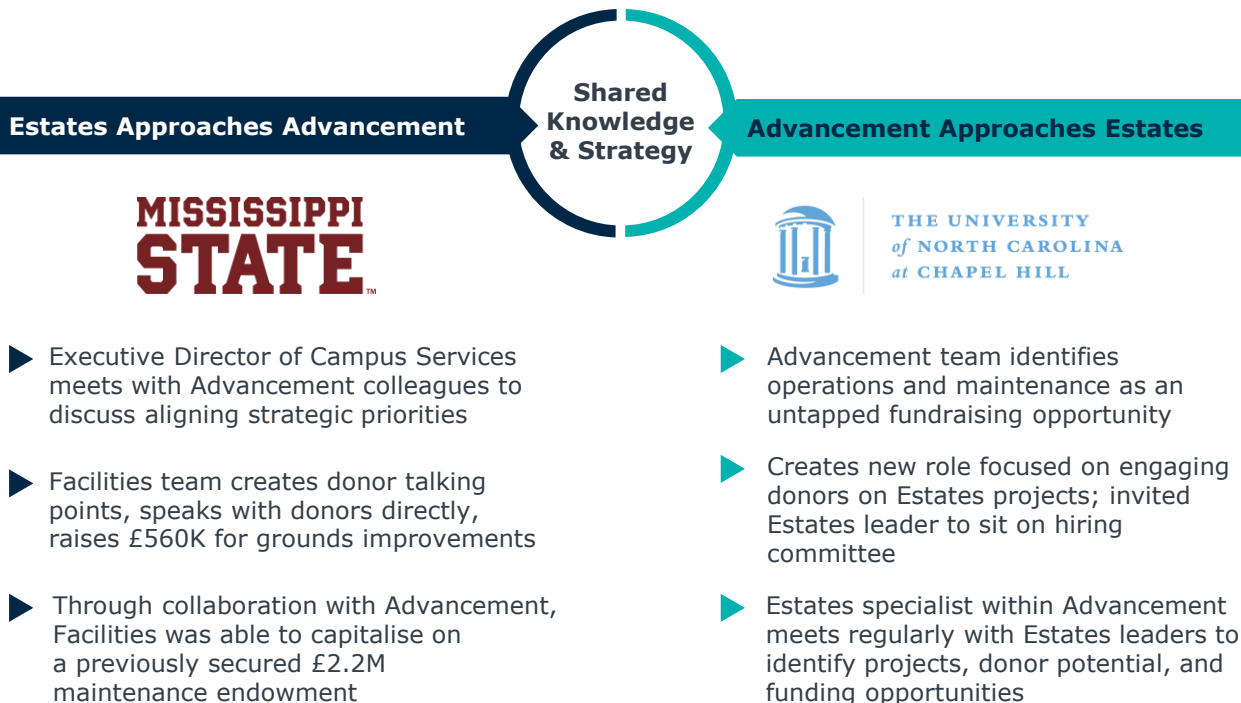 Shared
Knowledge
& Strategy
Estates Approaches Advancement
Advancement Approaches Estates
MISSISSIPPI
STATE™
THE UNIVERSITY
of NORTH CAROLINA
at CHAPEL HILL
Executive Director of Campus Services
meets with Advancement colleagues to
discuss aligning strategic priorities
Facilities team creates donor talking
points, speaks with donors directly,
raises £560K for grounds improvements
Through collaboration with Advancement,
Facilities was able to capitalise on
a previously secured £2.2M
maintenance endowment
Advancement team identifies
operations and maintenance as an
untapped fundraising opportunity
Creates new role focused on engaging
donors on Estates projects; invited
Estates leader to sit on hiring
committee
Estates specialist within Advancement
meets regularly with Estates leaders to
identify projects, donor potential, and
funding opportunities